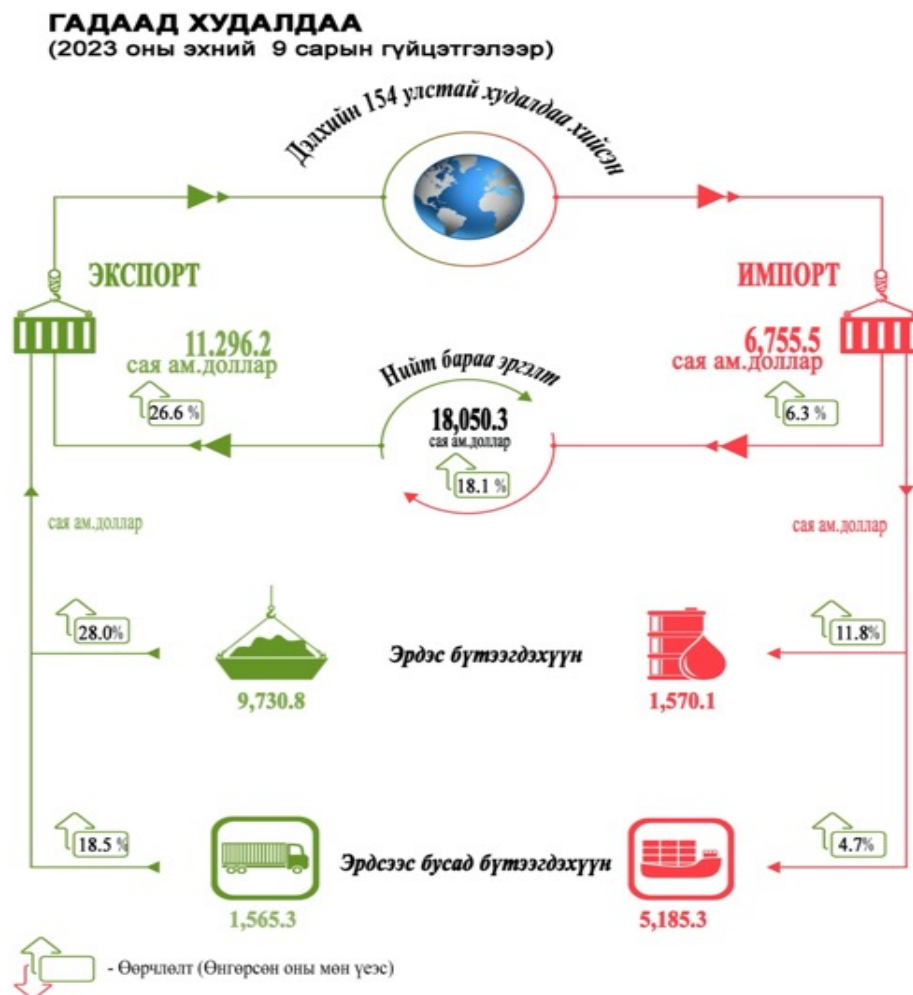 ГАДААД ХУДАЛДАА
(2023 оны эхний 9 сарын гүйцэтгэлээр)
Дэлхийн 154 улстай худалдаа хийсэн
ЭКСПОРТ
ИМПОРТ
11.296.2
сая ам.доллар
26.6 %
6,755.5
сая ам.доллар
6.3 %
Нийт бараа эргэлт
18,050.3
сая ам.доллар
18.1 %
сая ам.доллар
сая ам.доллар
28.0%
9,730.8
Эрдэс бүтээгдэхүүн
1,570.1
11.8%
18.5 %
1,565.3
Эрдсээс бусад бүтээгдэхүүн
5,185.3
4.7%
- Өөрчлөлт (Өнгөрсөн оны мөн үеэс)